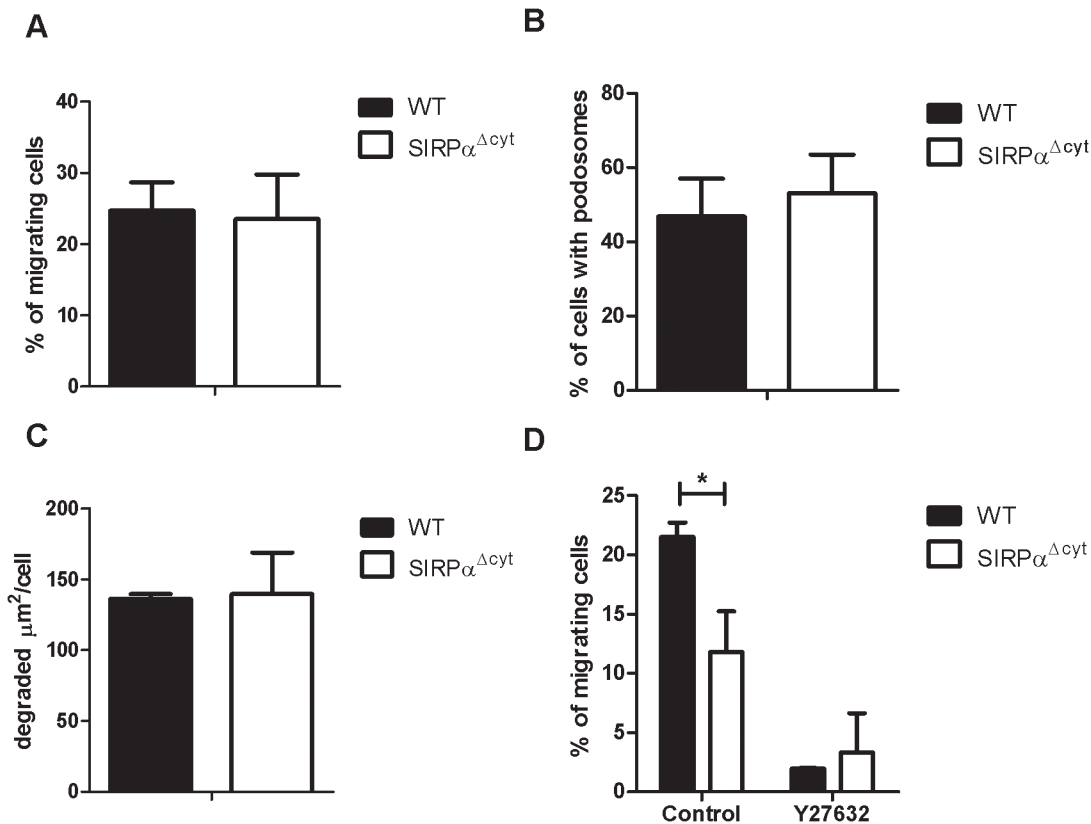 A
40
30
20
10
0
% of migrating cells
WT
SIRPα^Δcyt
B
80
60
40
20
0
% of cells with podosomes
WT
SIRPα^Δcyt
C
200
150
100
50
0
degraded μm²/cell
WT
SIRPα^Δcyt
D
25
20
15
10
5
0
% of migrating cells
*
Control
Y27632
WT
SIRPα^Δcyt